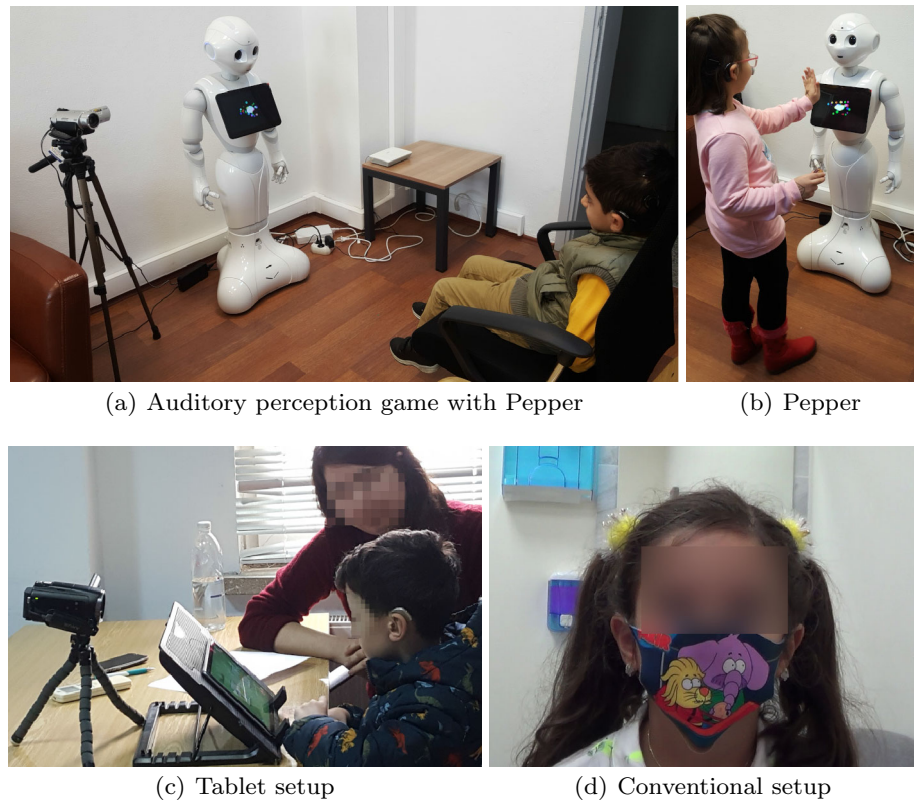 (a) Auditory perception game with Pepper
(b) Pepper
(c) Tablet setup
(d) Conventional setup